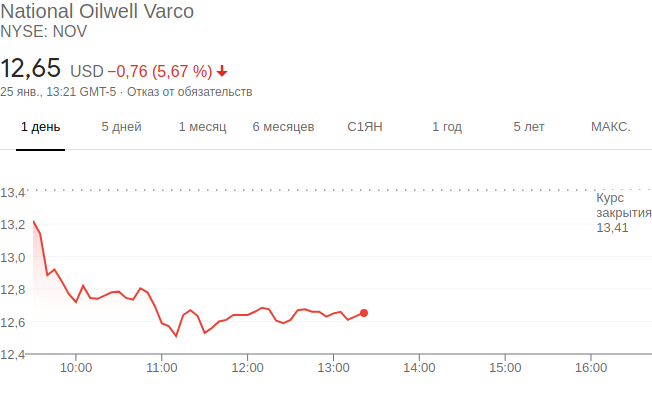 National Oilwell Varco
NYSE: NOV
12,65 USD −0,76 (5,67 %)
25 янв., 13:21 GMT-5 · Отказ от обязательств
1 день 5 дней 1 месяц 6 месяцев С1ЯН 1 год 5 лет МАКС.
13,4
Курс
закрытия
13,41
13,2
13,0
12,8
12,6
12,4
10:00 11:00 12:00 13:00 14:00 15:00 16:00